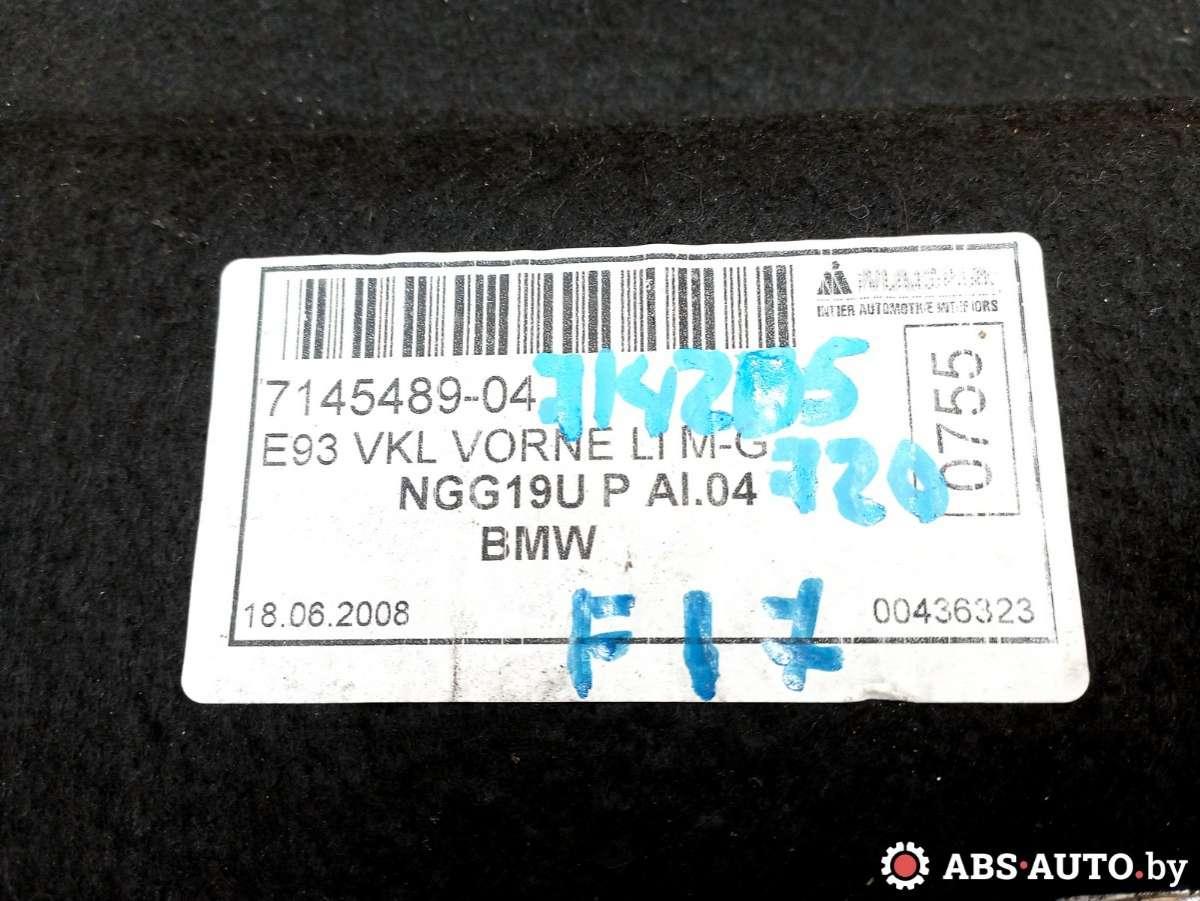 INTIER AUTOMOTIVE INTERIORS
7145489-04
0755.
E93 VKL VORNE LI M-G
NGG19U P AI.04
BMW
720
F17
18.06.2008
00436323
ABS-AUTO.by